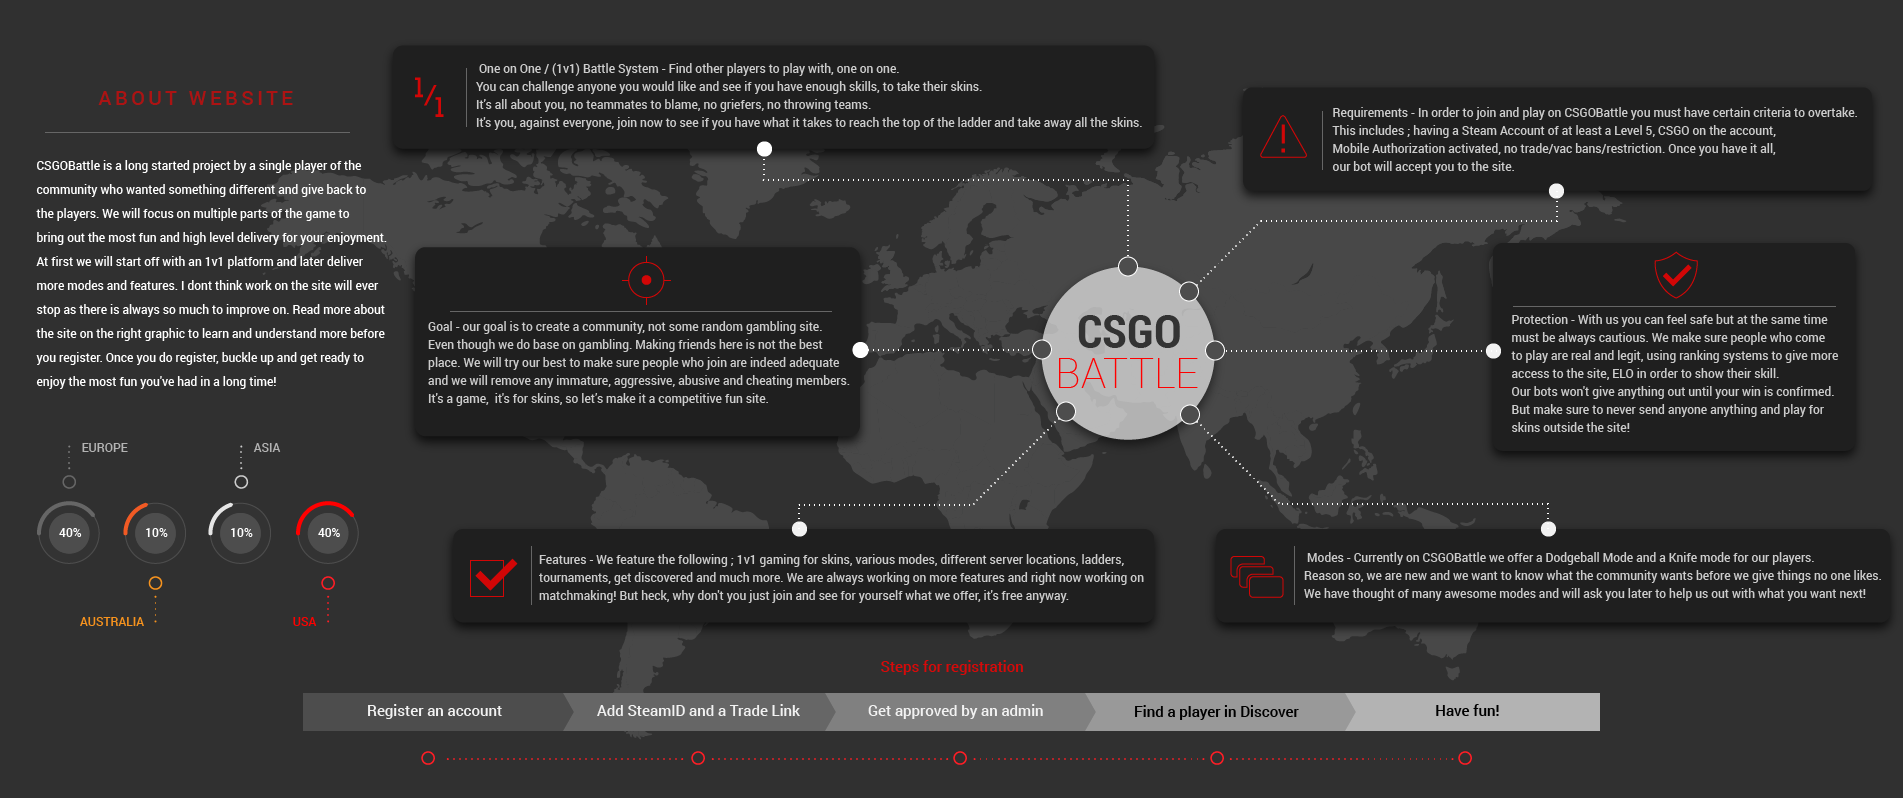 ABOUT WEBSITE
CSGOBattle is a long started project by a single player of the
community who wanted something different and give back to
the players. We will focus on multiple parts of the game to
bring out the most fun and high level delivery for your enjoyment.
At first we will start off with an 1v1 platform and later deliver
more modes and features. I dont think work on the site will ever
stop as there is always so much to improve on. Read more about
the site on the right graphic to learn and understand more before
you register. Once you do register, buckle up and get ready to
enjoy the most fun you've had in a long time!
EUROPE
ASIA
40%
10%
10%
40%
AUSTRALIA
USA
1/1
One on One / (1v1) Battle System - Find other players to play with, one on one.
You can challenge anyone you would like and see if you have enough skills, to take their skins.
It's all about you, no teammates to blame, no griefers, no throwing teams.
It's you, against everyone, join now to see if you have what it takes to reach the top of the ladder and take away all the skins.
Requirements - In order to join and play on CSGOBattle you must have certain criteria to overtake.
This includes ; having a Steam Account of at least a Level 5, CSGO on the account,
Mobile Authorization activated, no trade/vac bans/restriction. Once you have it all,
our bot will accept you to the site.
Goal - our goal is to create a community, not some random gambling site.
Even though we do base on gambling. Making friends here is not the best
place. We will try our best to make sure people who join are indeed adequate
and we will remove any immature, aggressive, abusive and cheating members.
It's a game, it's for skins, so let's make it a competitive fun site.
CSGO
BATTLE
Protection - With us you can feel safe but at the same time
must be always cautious. We make sure people who come
to play are real and legit, using ranking systems to give more
access to the site, ELO in order to show their skill.
Our bots won't give anything out until your win is confirmed.
But make sure to never send anyone anything and play for
skins outside the site!
Features - We feature the following ; 1v1 gaming for skins, various modes, different server locations, ladders,
tournaments, get discovered and much more. We are always working on more features and right now working on
matchmaking! But heck, why don't you just join and see for yourself what we offer, it's free anyway.
Modes - Currently on CSGOBattle we offer a Dodgeball Mode and a Knife mode for our players.
Reason so, we are new and we want to know what the community wants before we give things no one likes.
We have thought of many awesome modes and will ask you later to help us out with what you want next!
Steps for registration
Register an account
Add SteamID and a Trade Link
Get approved by an admin
Find a player in Discover
Have fun!